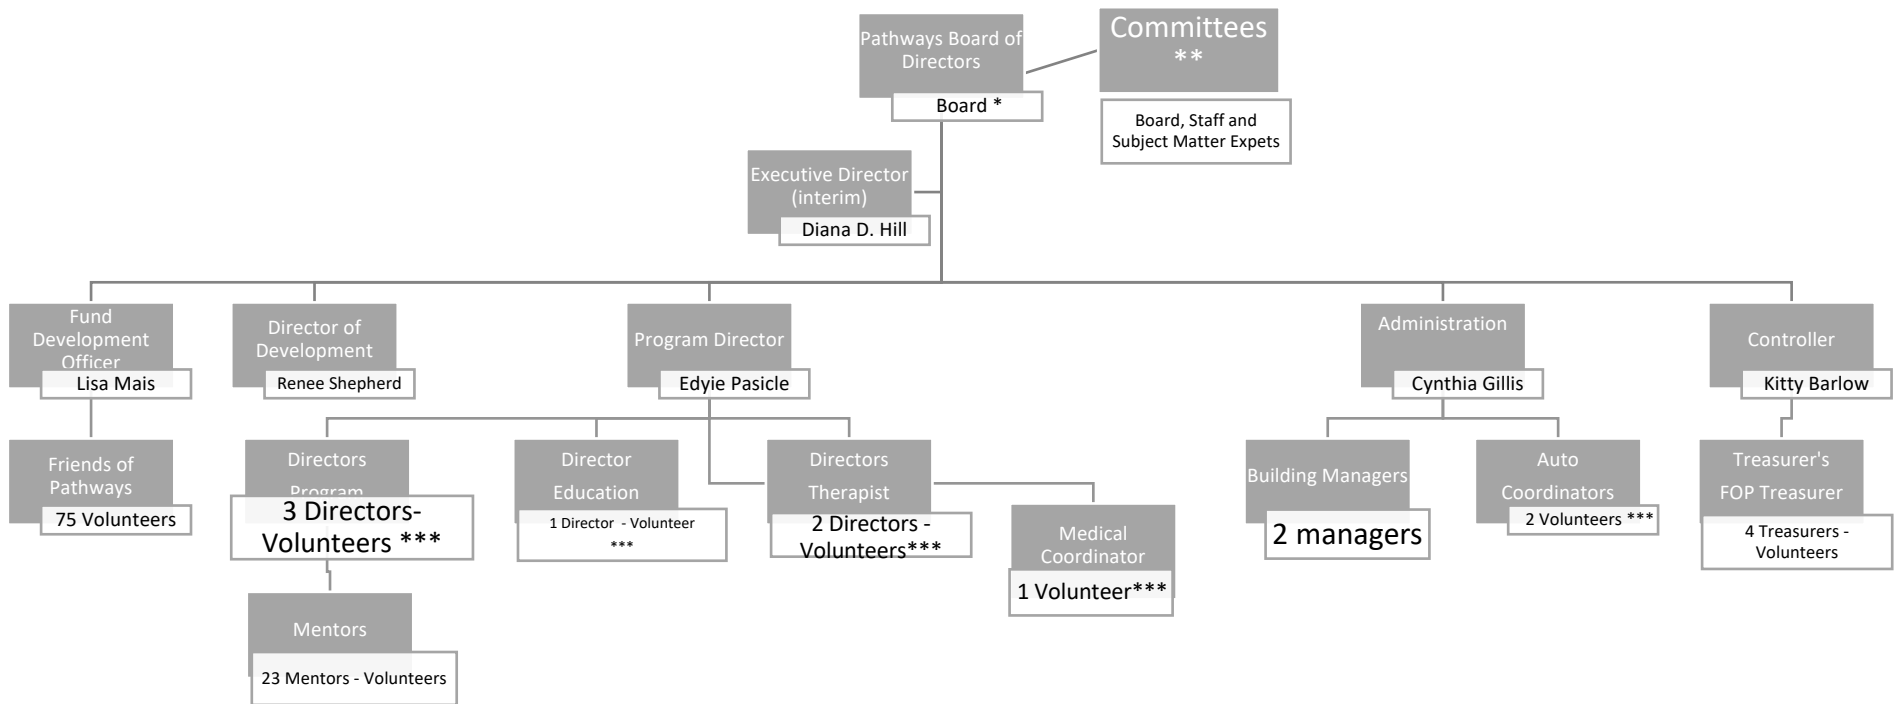 Pathways Board of
Directors
Board *
Committees
**
Board, Staff and
Subject Matter Expets
Executive Director
(interim)
Diana D. Hill
Fund
Development
Officer
Lisa Mais
Director of
Development
Renee Shepherd
Program Director
Edyie Pasicle
Administration
Cynthia Gillis
Controller
Kitty Barlow
Friends of
Pathways
75 Volunteers
Directors
Program
3 Directors-
Volunteers ***
Director
Education
1 Director - Volunteer
***
Directors
Therapist
2 Directors -
Volunteers***
Medical
Coordinator
1 Volunteer***
Building Managers
2 managers
Auto
Coordinators
2 Volunteers ***
Treasurer's
FOP Treasurer
4 Treasurers -
Volunteers
Mentors
23 Mentors - Volunteers